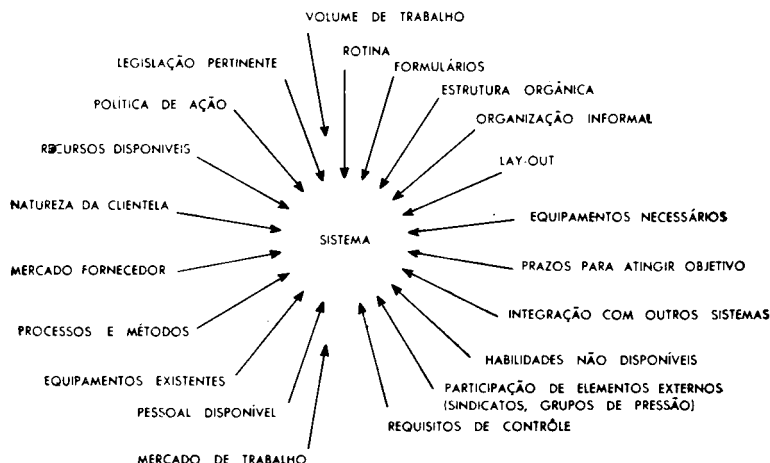 VOLUME DE TRABALHO
ROTINA
LEGISLAÇÃO PERTINENTE
FORMULÁRIOS
POLÍTICA DE AÇÃO
ESTRUTURA ORGÂNICA
ORGANIZAÇÃO INFORMAL
RECURSOS DISPONIVEIS
LAY-OUT
NATUREZA DA CLIENTELA
EQUIPAMENTOS NECESSÁRIOS
SISTEMA
MERCADO FORNECEDOR
PRAZOS PARA ATINGIR OBJETIVO
PROCESSOS E MÉTODOS
INTEGRAÇÃO COM OUTROS SISTEMAS
HABILIDADES NÃO DISPONÍVEIS
EQUIPAMENTOS EXISTENTES
PARTICIPAÇÃO DE ELEMENTOS EXTERNOS
(SINDICATOS, GRUPOS DE PRESSÃO)
PESSOAL DISPONÍVEL
REQUISITOS DE CONTRÔLE
MERCADO DE TRABALHO